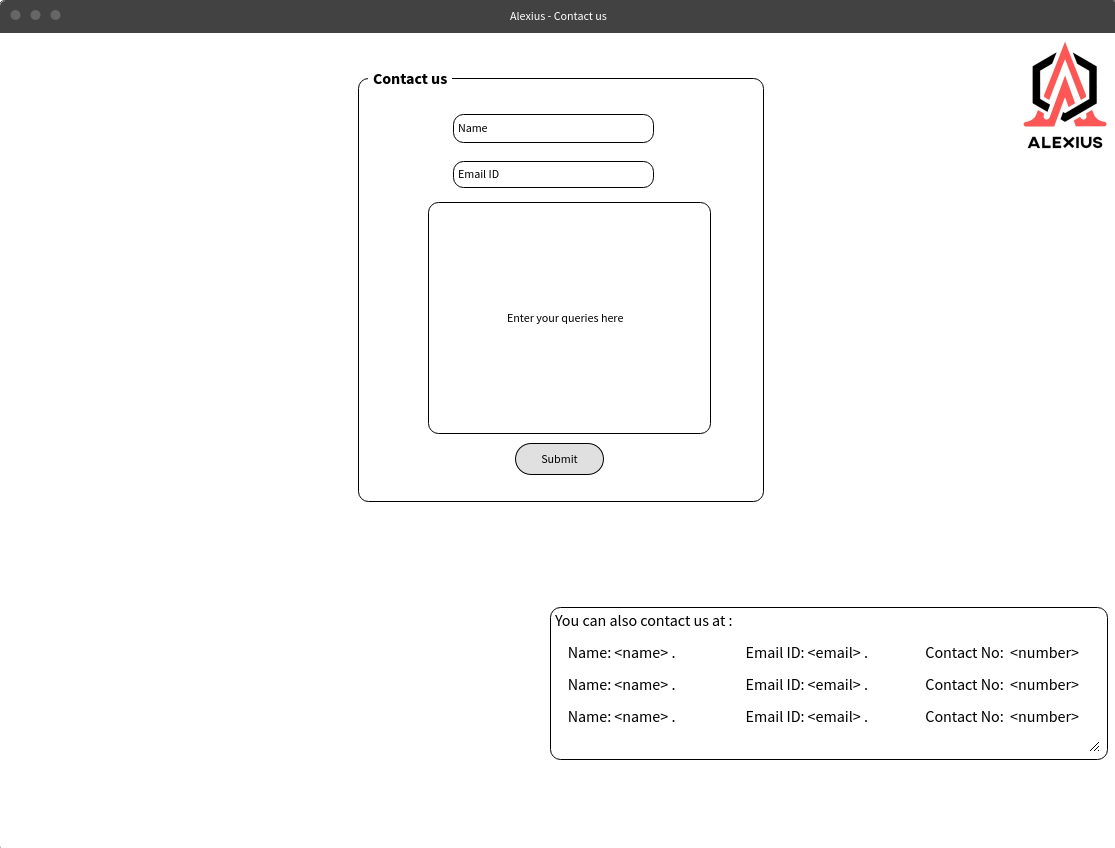 Alexius - Contact us
ALEXIUS
Contact us
Name
Email ID
Enter your queries here
Submit
You can also contact us at :
Name: <name> . Email ID: <email> . Contact No: <number>
Name: <name> . Email ID: <email> . Contact No: <number>
Name: <name> . Email ID: <email> . Contact No: <number>